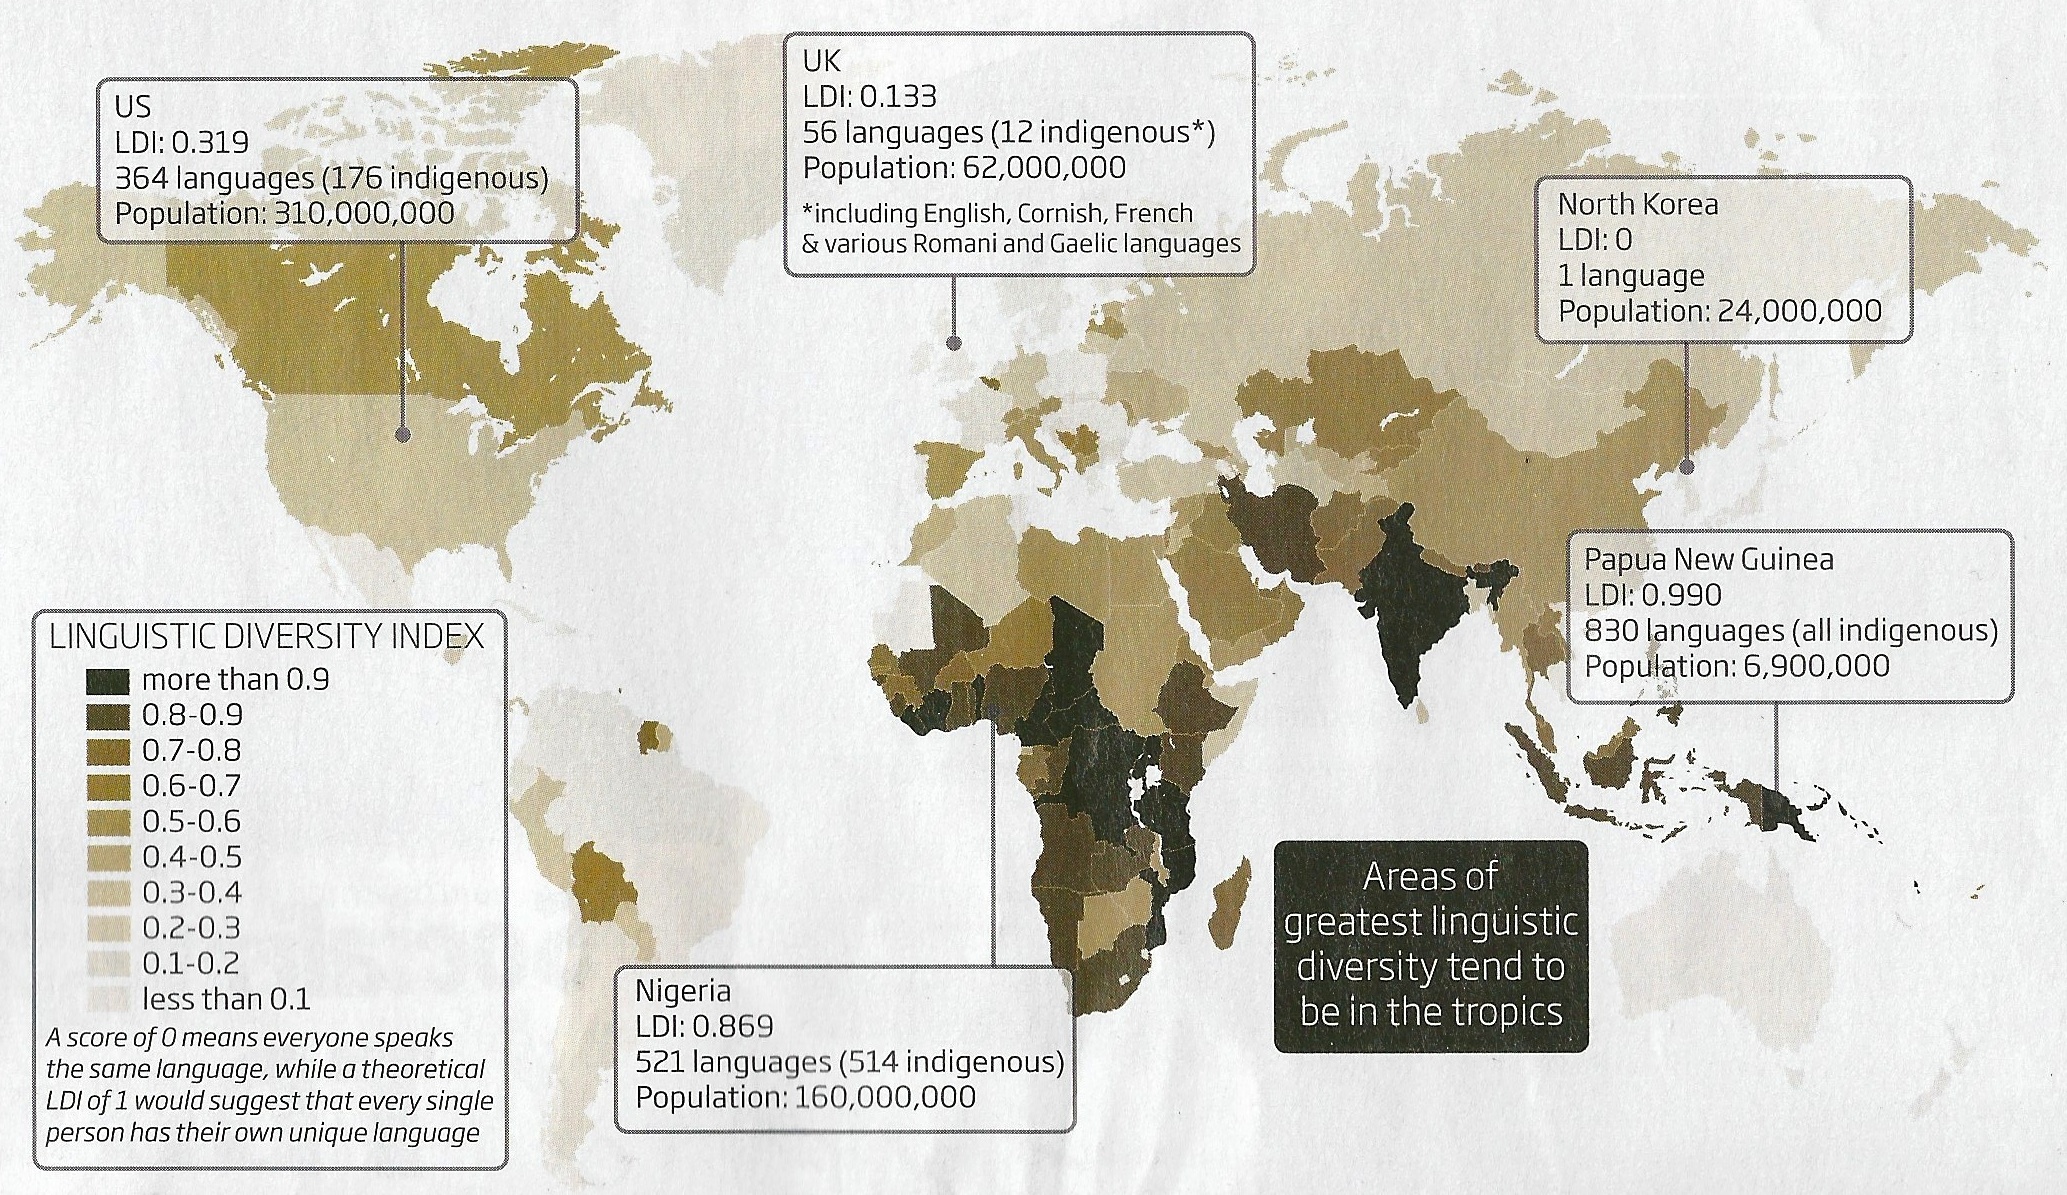 US
LDI: 0.319
364 languages (176 indigenous)
Population: 310,000,000
UK
LDI: 0.133
56 languages (12 indigenous*)
Population: 62,000,000
*including English, Cornish, French
& various Romani and Gaelic languages
North Korea
LDI: 0
1 language
Population: 24,000,000
Papua New Guinea
LDI: 0.990
830 languages (all indigenous)
Population: 6,900,000
LINGUISTIC DIVERSITY INDEX
more than 0.9
0.8-0.9
0.7-0.8
0.6-0.7
0.5-0.6
0.4-0.5
0.3-0.4
0.2-0.3
0.1-0.2
less than 0.1
A score of 0 means everyone speaks
the same language, while a theoretical
LDI of 1 would suggest that every single
person has their own unique language
Nigeria
LDI: 0.869
521 languages (514 indigenous)
Population: 160,000,000
Areas of
greatest linguistic
diversity tend to
be in the tropics